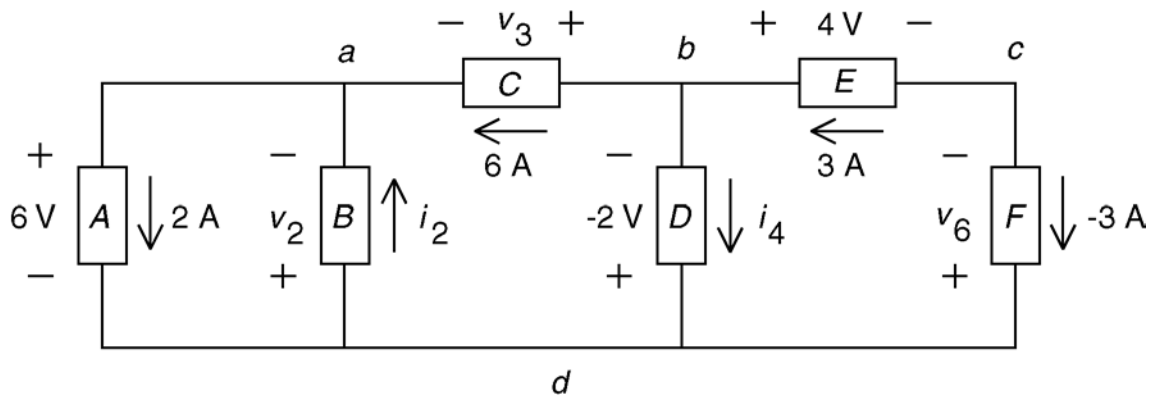 − v3 + + 4 V −
a b c
C E
6 A 3 A
+ − − −
6 V A 2 A v2 B i2 -2 V D i4 v6 F -3 A
− + + +
d